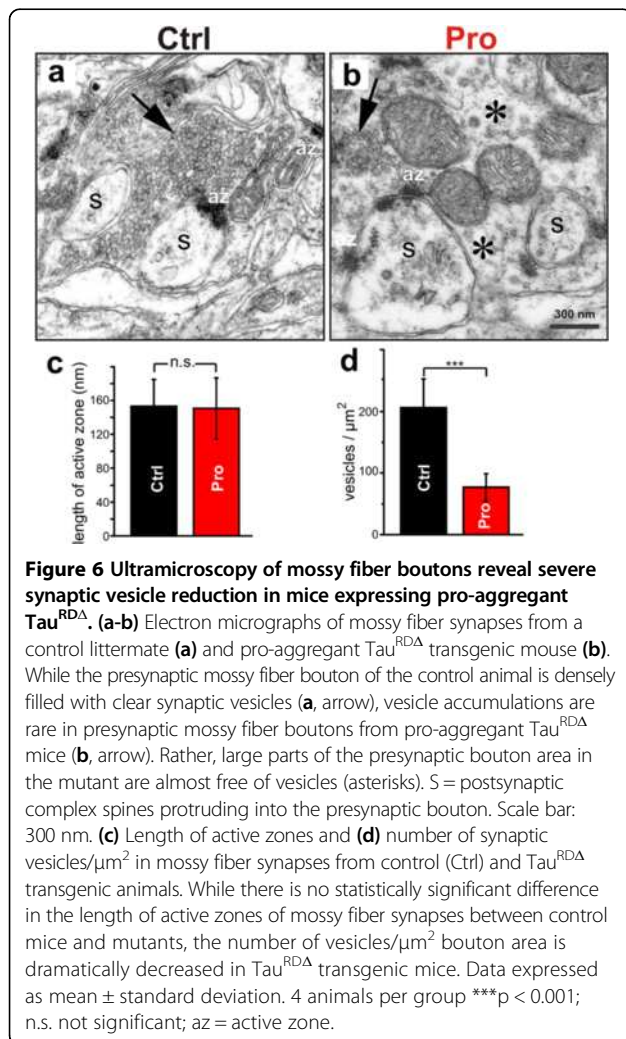 Ctrl
Pro
a
b
az
az
az
S
S
S
S
*
*
300 nm
c
d
n.s.
***
length of active zone (nm)
160
120
80
40
0
Ctrl
Pro
vesicles / µm²
200
100
0
Ctrl
Pro
Figure 6 Ultramicroscopy of mossy fiber boutons reveal severe
synaptic vesicle reduction in mice expressing pro-aggregant
Tau^RDΔ. (a-b) Electron micrographs of mossy fiber synapses from a
control littermate (a) and pro-aggregant Tau^RDΔ transgenic mouse (b).
While the presynaptic mossy fiber bouton of the control animal is densely
filled with clear synaptic vesicles (a, arrow), vesicle accumulations are
rare in presynaptic mossy fiber boutons from pro-aggregant Tau^RDΔ
mice (b, arrow). Rather, large parts of the presynaptic bouton area in
the mutant are almost free of vesicles (asterisks). S = postsynaptic
complex spines protruding into the presynaptic bouton. Scale bar:
300 nm. (c) Length of active zones and (d) number of synaptic
vesicles/µm² in mossy fiber synapses from control (Ctrl) and Tau^RDΔ
transgenic animals. While there is no statistically significant difference
in the length of active zones of mossy fiber synapses between control
mice and mutants, the number of vesicles/µm² bouton area is
dramatically decreased in Tau^RDΔ transgenic mice. Data expressed
as mean ± standard deviation. 4 animals per group ***p < 0.001;
n.s. not significant; az = active zone.